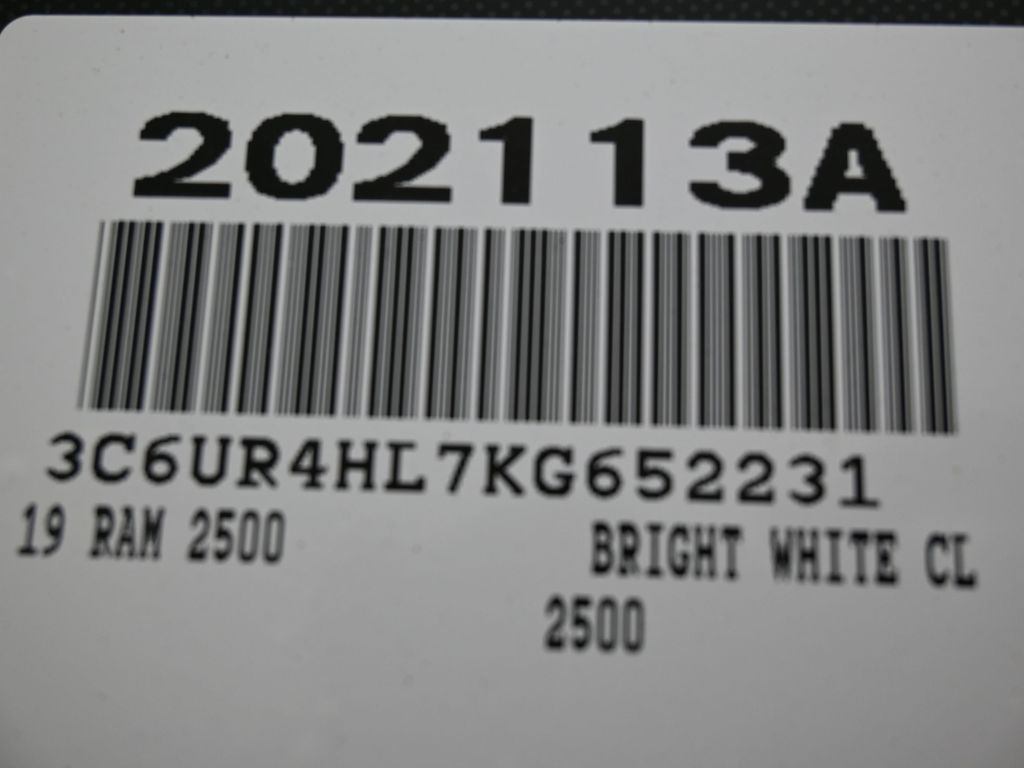 202113A
3C6UR4HL7KG652231
19 RAM 2500 BRIGHT WHITE CL
2500